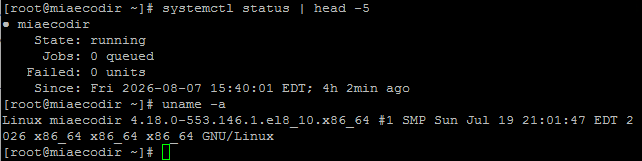 [root@miaecodir ~]# systemctl status | head -5
● miaecodir
    State: running
     Jobs: 0 queued
   Failed: 0 units
    Since: Fri 2026-08-07 15:40:01 EDT; 4h 2min ago
[root@miaecodir ~]# uname -a
Linux miaecodir 4.18.0-553.146.1.el8_10.x86_64 #1 SMP Sun Jul 19 21:01:47 EDT 2
026 x86_64 x86_64 x86_64 GNU/Linux
[root@miaecodir ~]#